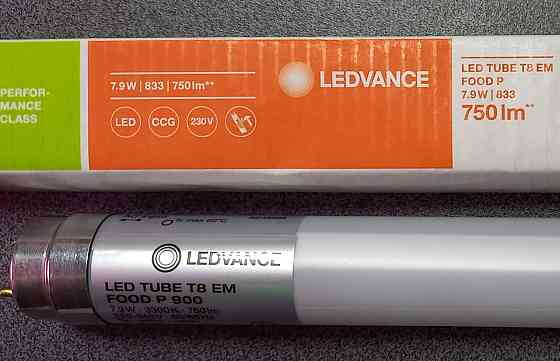 PERFOR-
MANCE
CLASS
7.9W | 833 | 750lm**
LED
CCG
230V
LEDVANCE
LED TUBE T8 EM
FOOD P
7.9W | 833
750lm**
LEDVANCE
LED TUBE T8 EM
FOOD P 900
7.9W · 3300K · 750lm